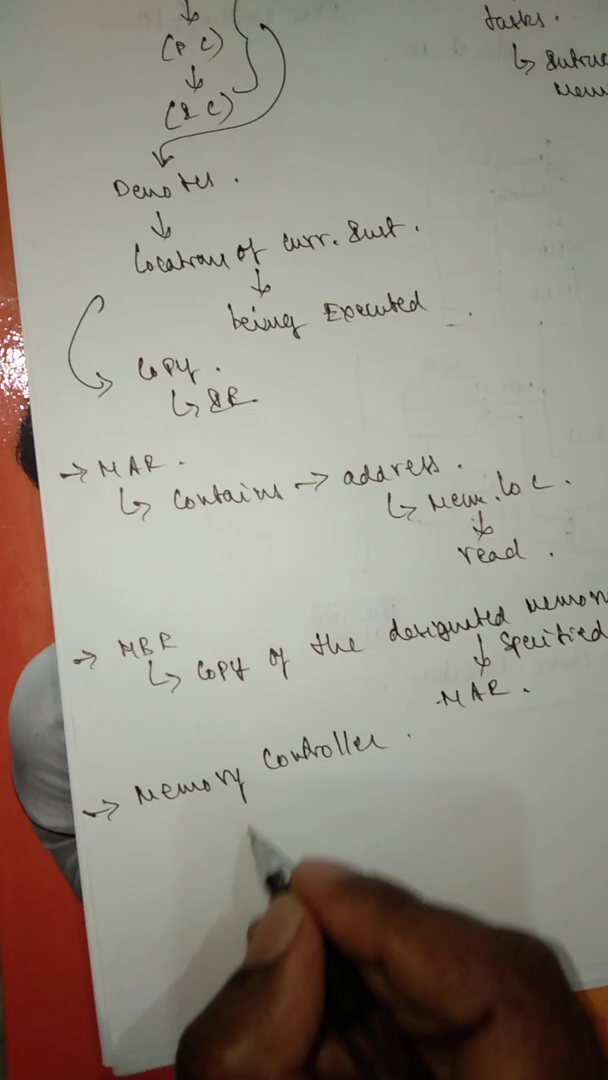 (P C)
(I C)
tasks.
Denotes.
Location of curr. Inst.
being Executed
Copy.
IR.
→ MAR.
Contains → address.
Mem. loc.
read.
→ MBR
Copy of the designated memory
Specified
MAR.
→ Memory Controller.